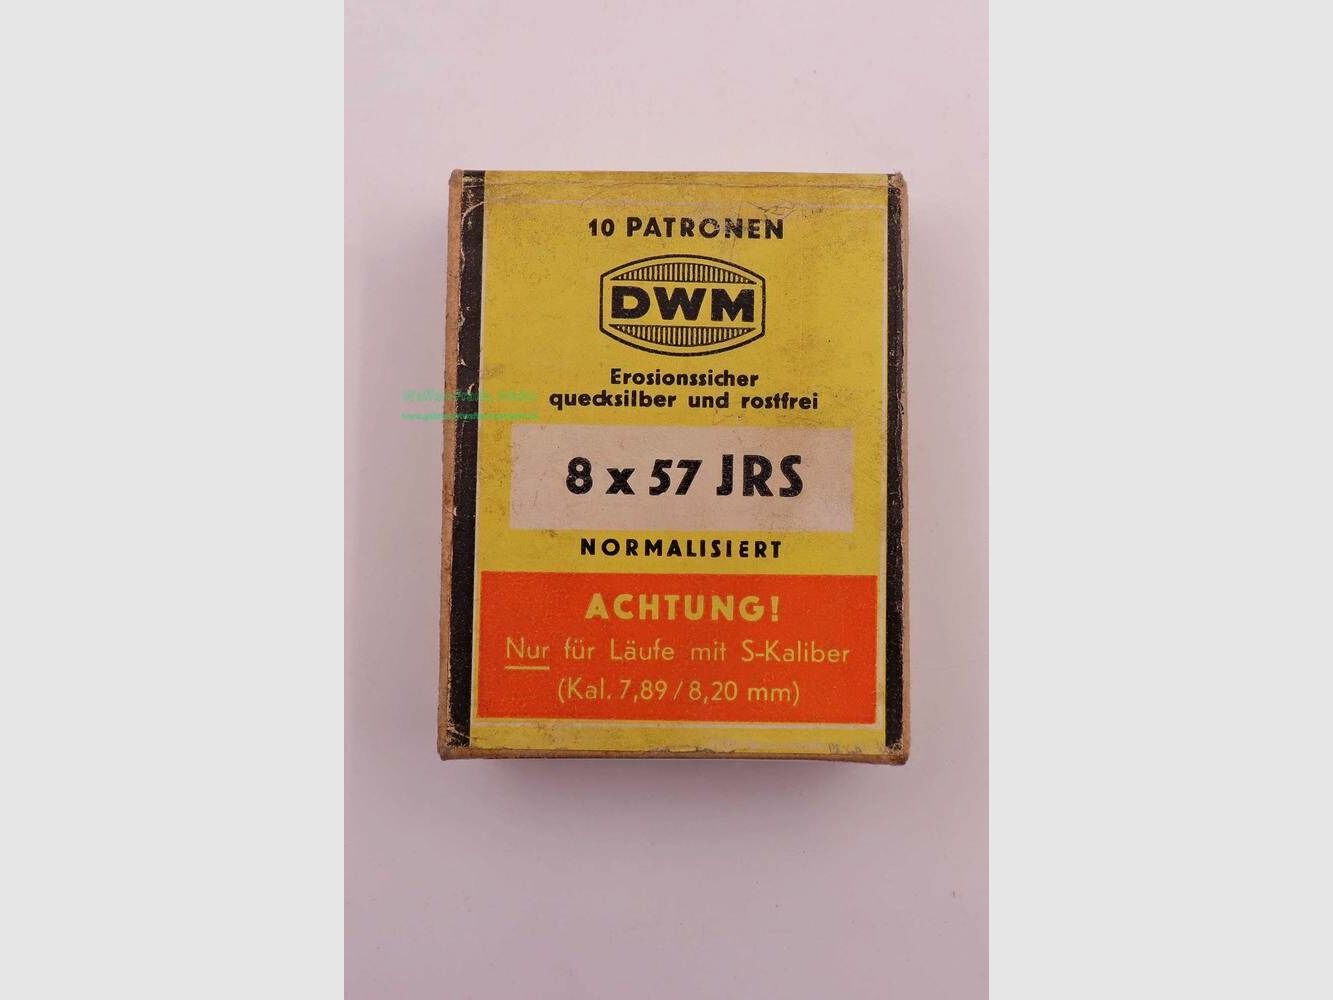 10 PATRONEN
DWM
Erosionssicher
quecksilber und rostfrei
8 x 57 JRS
NORMALISIERT
ACHTUNG!
Nur für Läufe mit S-Kaliber
(Kal. 7,89 / 8,20 mm)